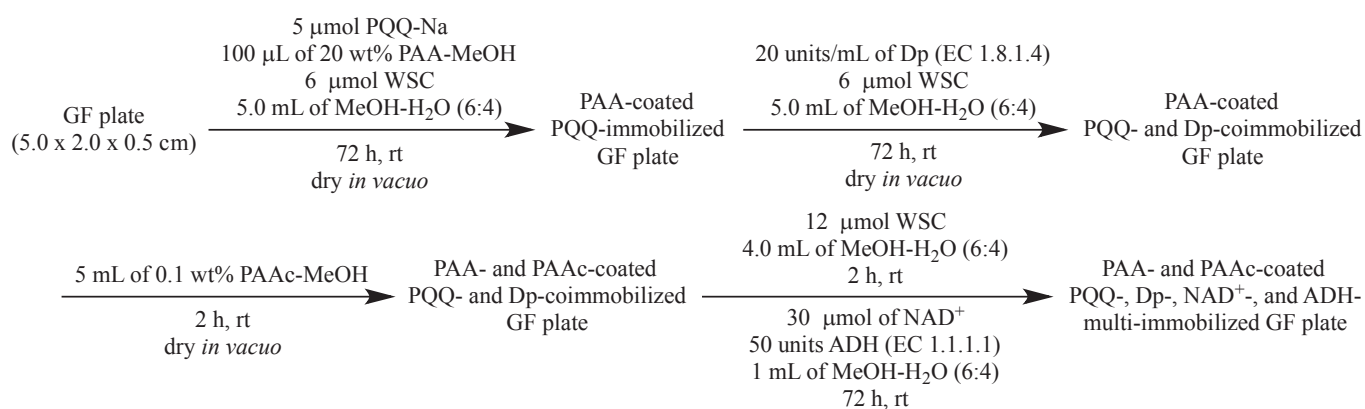 GF plate
(5.0 x 2.0 x 0.5 cm)
5 μmol PQQ-Na
100 μL of 20 wt% PAA-MeOH
6 μmol WSC
5.0 mL of MeOH-H₂O (6:4)
72 h, rt
dry in vacuo
PAA-coated
PQQ-immobilized
GF plate
20 units/mL of Dp (EC 1.8.1.4)
6 μmol WSC
5.0 mL of MeOH-H₂O (6:4)
72 h, rt
dry in vacuo
PAA-coated
PQQ- and Dp-coimmobilized
GF plate
5 mL of 0.1 wt% PAAc-MeOH
2 h, rt
dry in vacuo
PAA- and PAAc-coated
PQQ- and Dp-coimmobilized
GF plate
12 μmol WSC
4.0 mL of MeOH-H₂O (6:4)
2 h, rt
30 μmol of NAD⁺
50 units ADH (EC 1.1.1.1)
1 mL of MeOH-H₂O (6:4)
72 h, rt
PAA- and PAAc-coated
PQQ-, Dp-, NAD⁺-, and ADH-
multi-immobilized GF plate